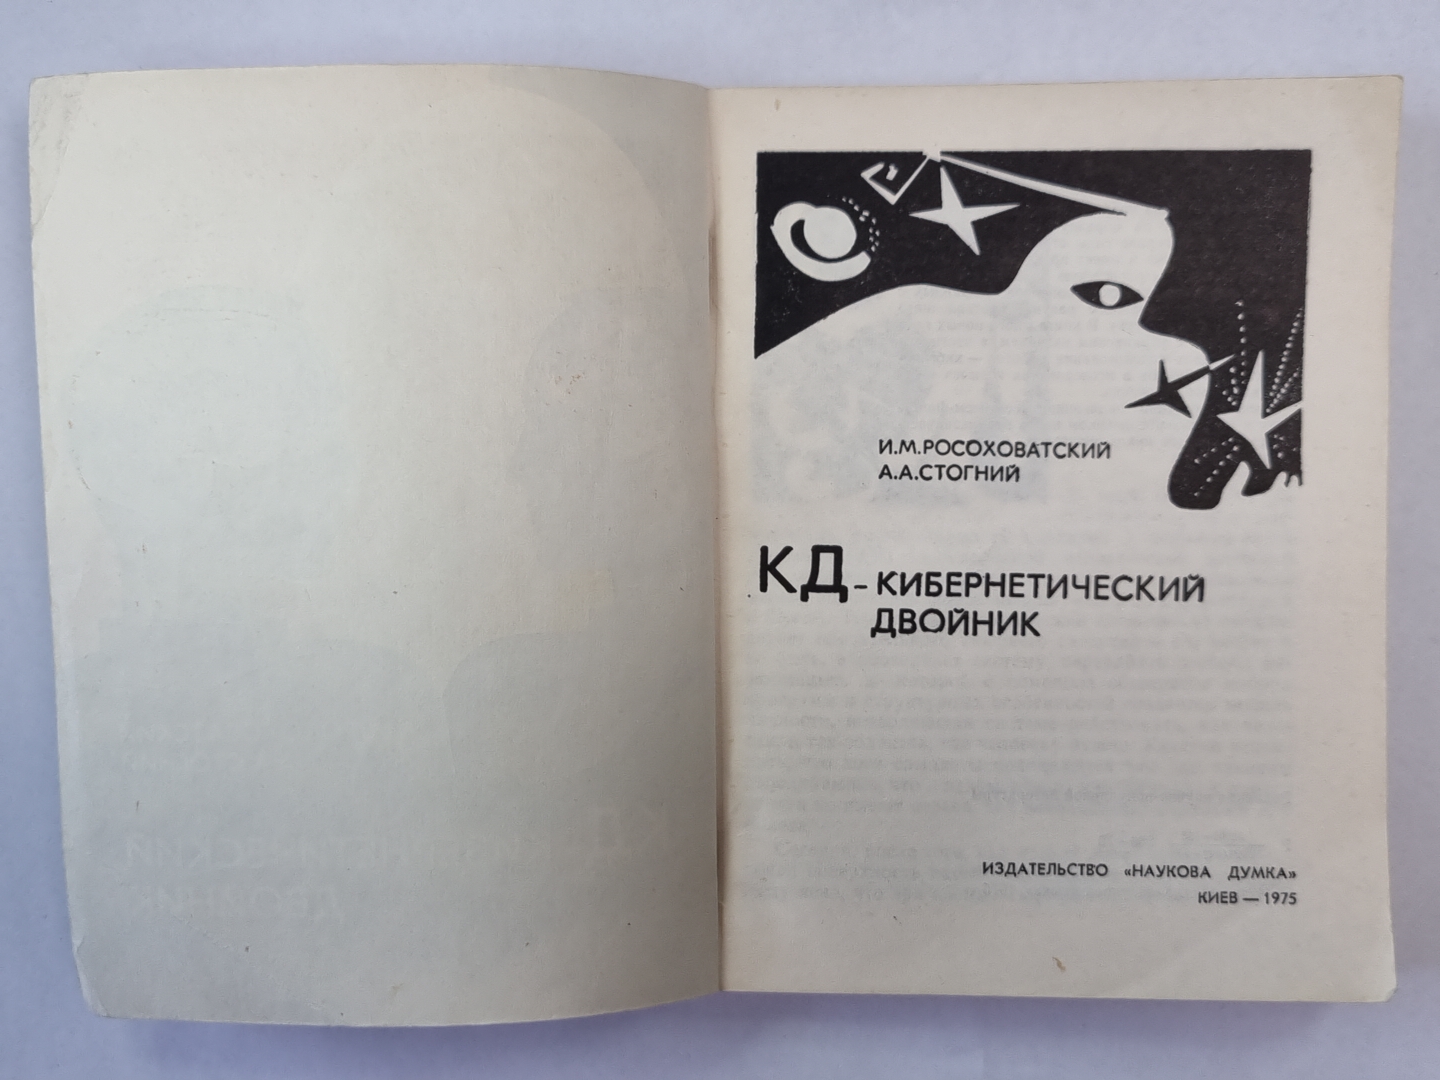 И.М.РОСОХОВАТСКИЙ
А.А.СТОГНИЙ
КД - КИБЕРНЕТИЧЕСКИЙ
ДВОЙНИК
ИЗДАТЕЛЬСТВО «НАУКОВА ДУМКА»
КИЕВ — 1975